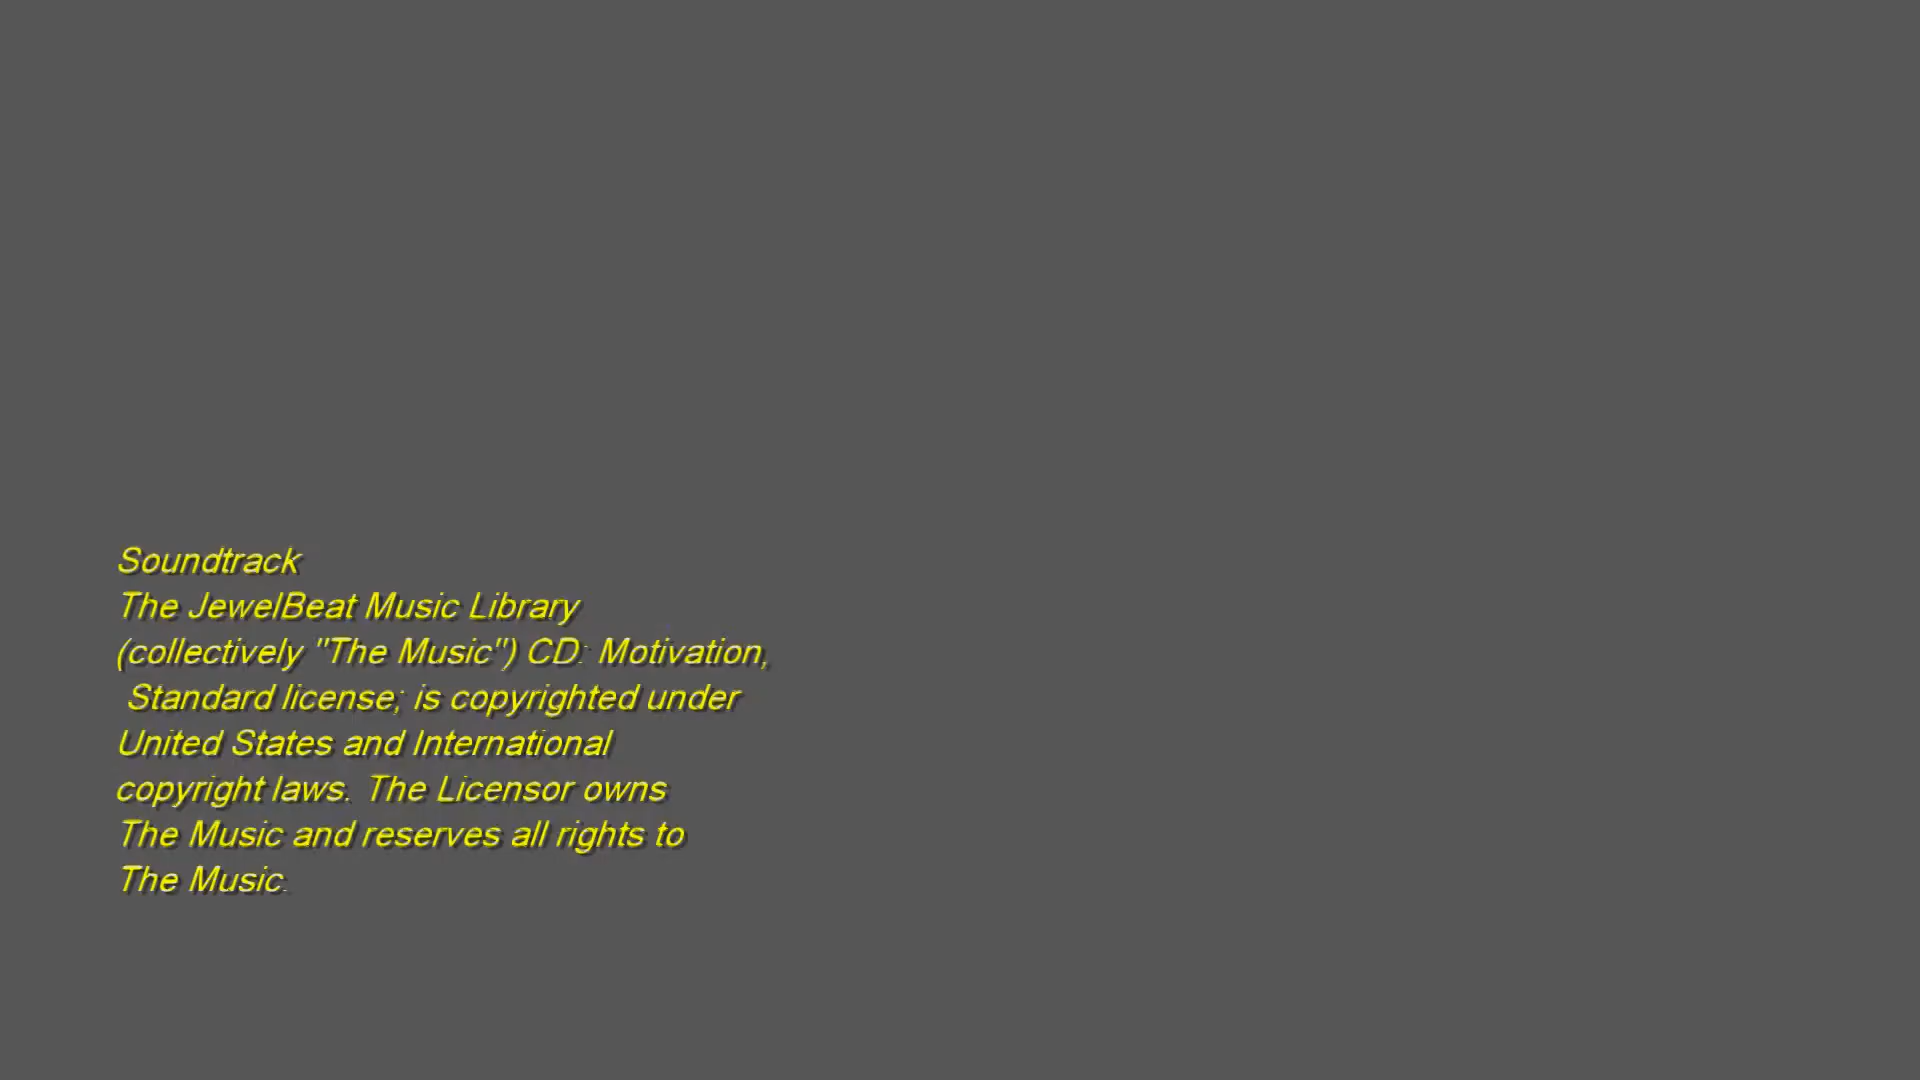 Soundtrack
The JewelBeat Music Library
(collectively "The Music") CD: Motivation,
Standard license; is copyrighted under
United States and International
copyright laws. The Licensor owns
The Music and reserves all rights to
The Music.